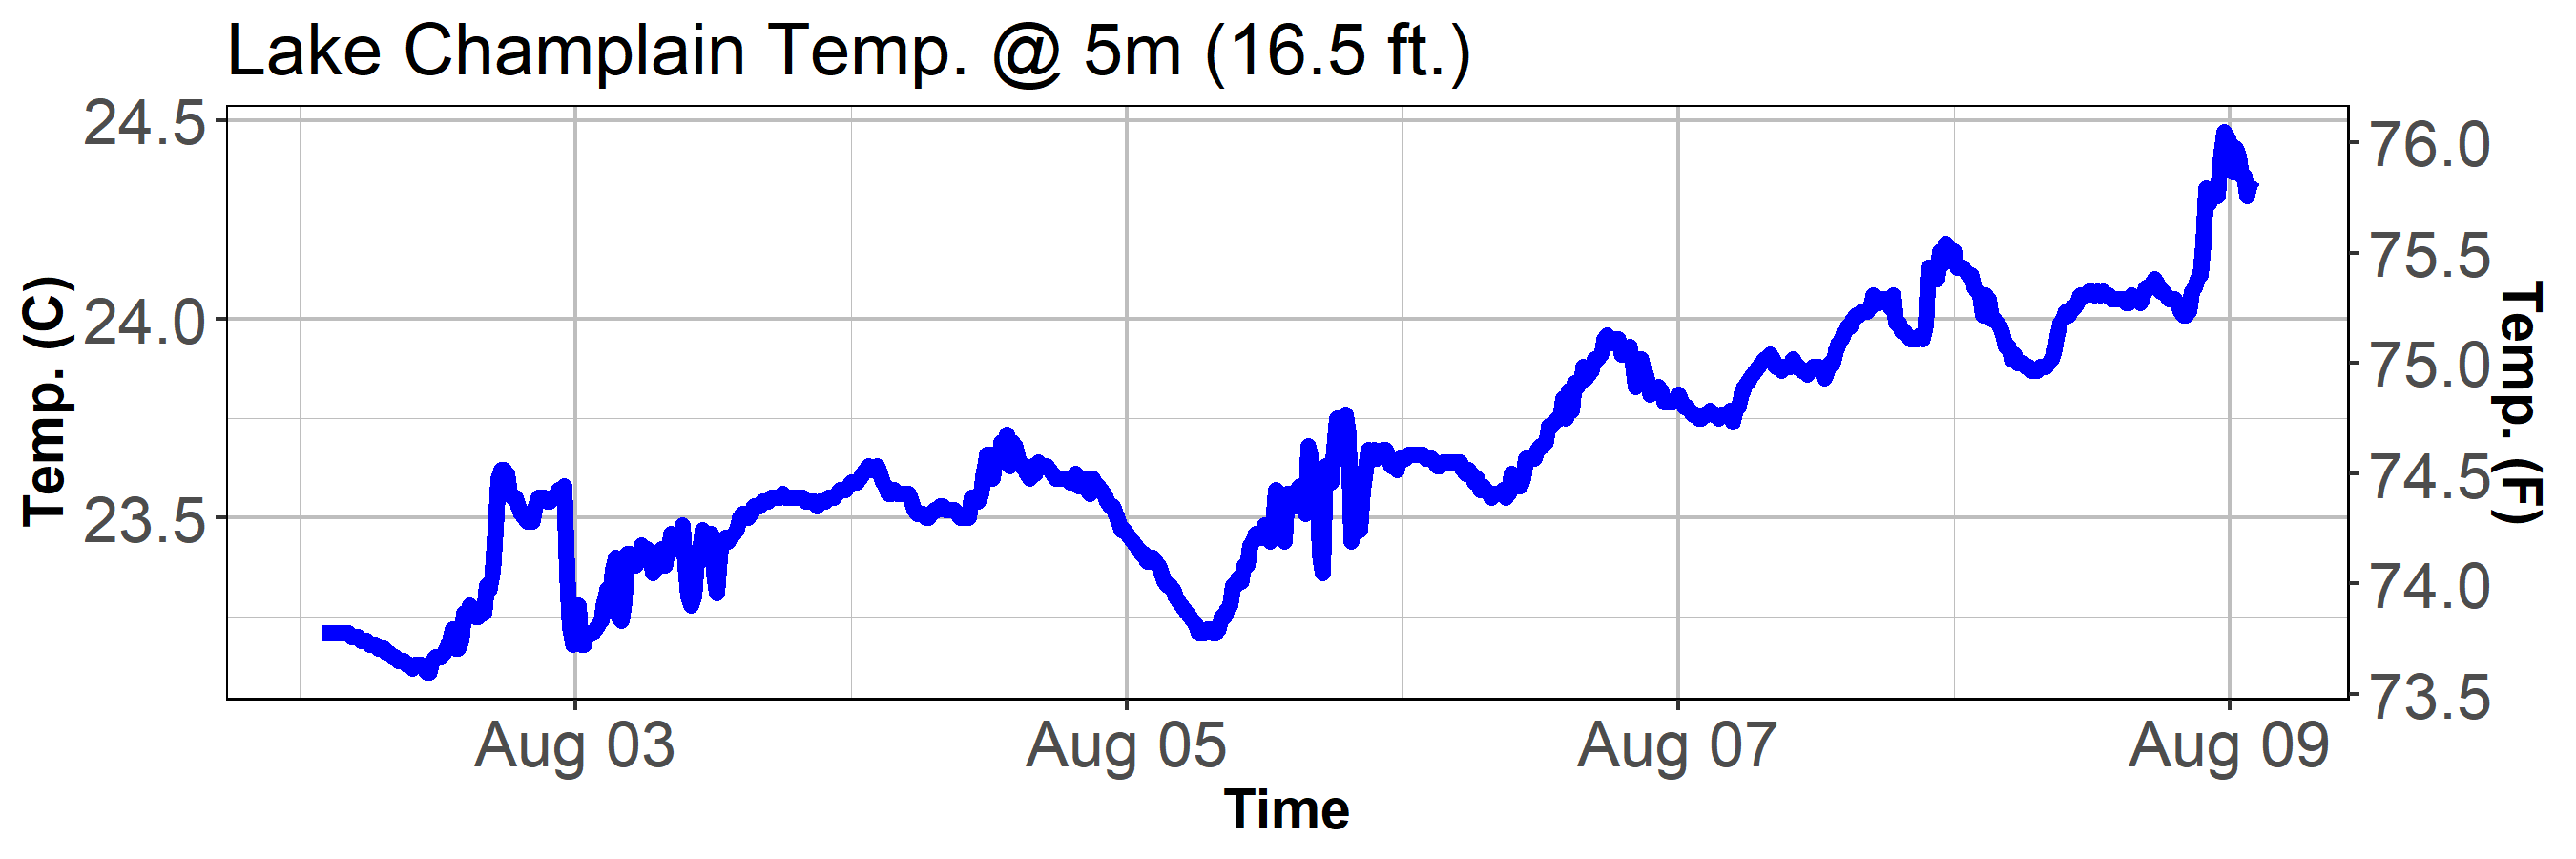 Lake Champlain Temp. @ 5m (16.5 ft.)
Temp. (C)
24.5
24.0
23.5
76.0
75.5
75.0
74.5
74.0
73.5
Temp. (F)
Aug 03
Aug 05
Aug 07
Aug 09
Time